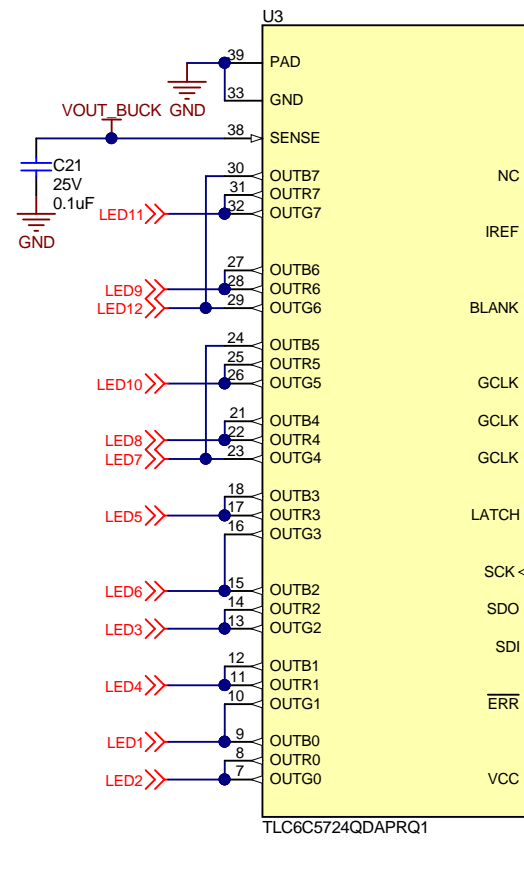 U3
39 PAD
GND
33 GND
VOUT_BUCK
38 SENSE
C21
25V
0.1uF
GND
30 OUTB7
NC
31 OUTR7
LED11 32 OUTG7
IREF
27 OUTB6
LED9 28 OUTR6
LED12 29 OUTG6 BLANK
24 OUTB5
25 OUTR5
LED10 26 OUTG5 GCLK
21 OUTB4 GCLK
LED8 22 OUTR4
LED7 23 OUTG4 GCLK
18 OUTB3
LED5 17 OUTR3 LATCH
16 OUTG3
SCK
LED6 15 OUTB2
14 OUTR2 SDO
LED3 13 OUTG2
SDI
12 OUTB1
LED4 11 OUTR1
10 OUTG1 ERR
LED1 9 OUTB0
8 OUTR0
LED2 7 OUTG0 VCC
TLC6C5724QDAPRQ1